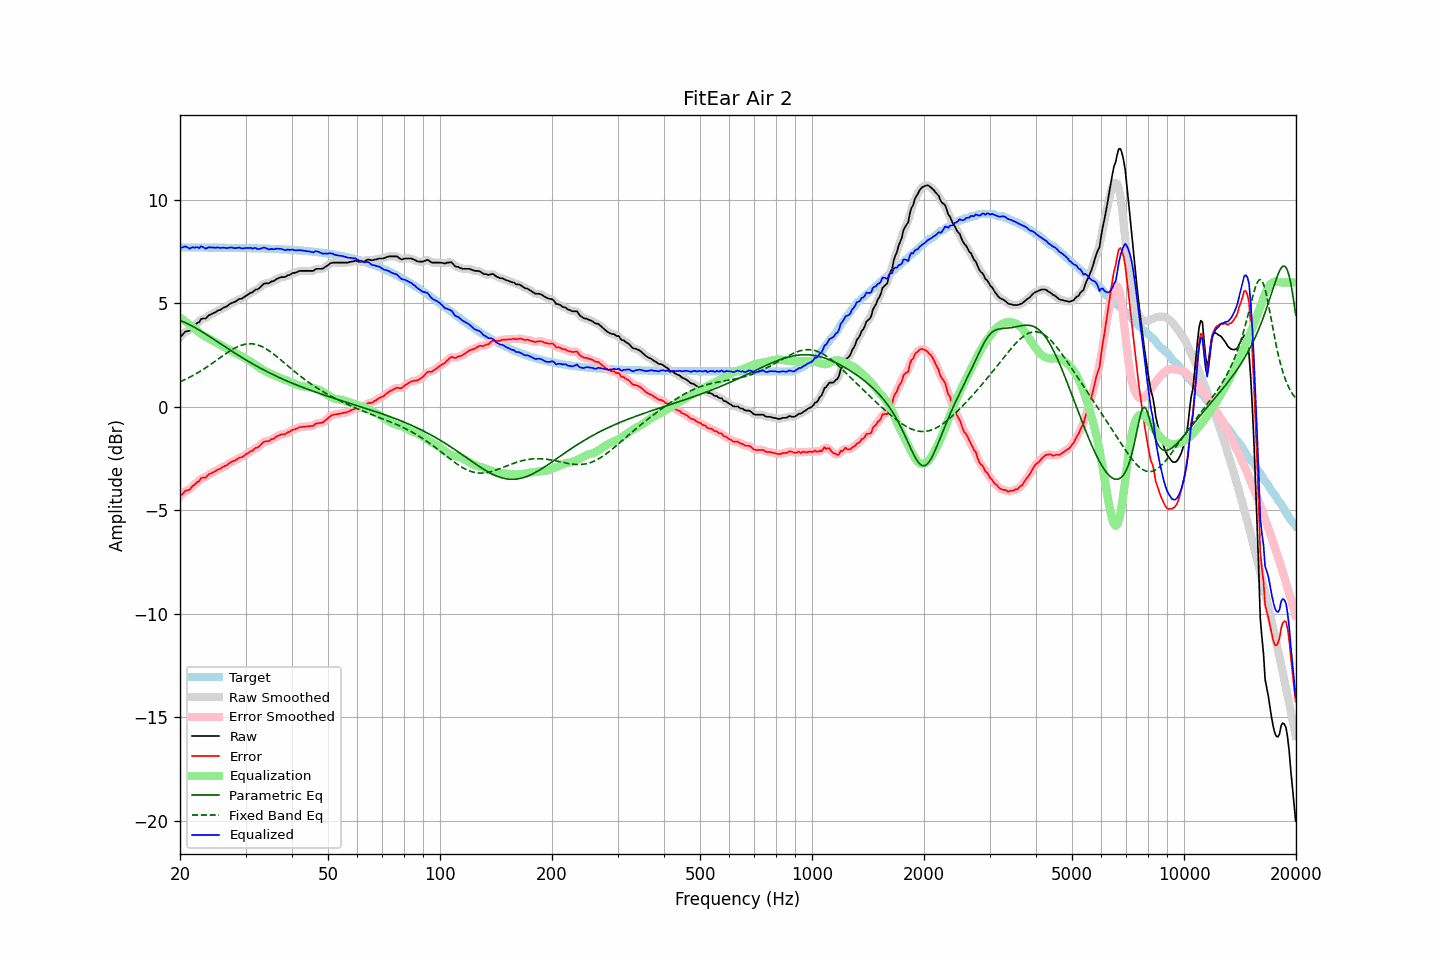 FitEar Air 2
Amplitude (dBr)
10
5
0
−5
−10
−15
−20
Target
Raw Smoothed
Error Smoothed
Raw
Error
Equalization
Parametric Eq
Fixed Band Eq
Equalized
20
50
100
200
500
1000
2000
5000
10000
20000
Frequency (Hz)